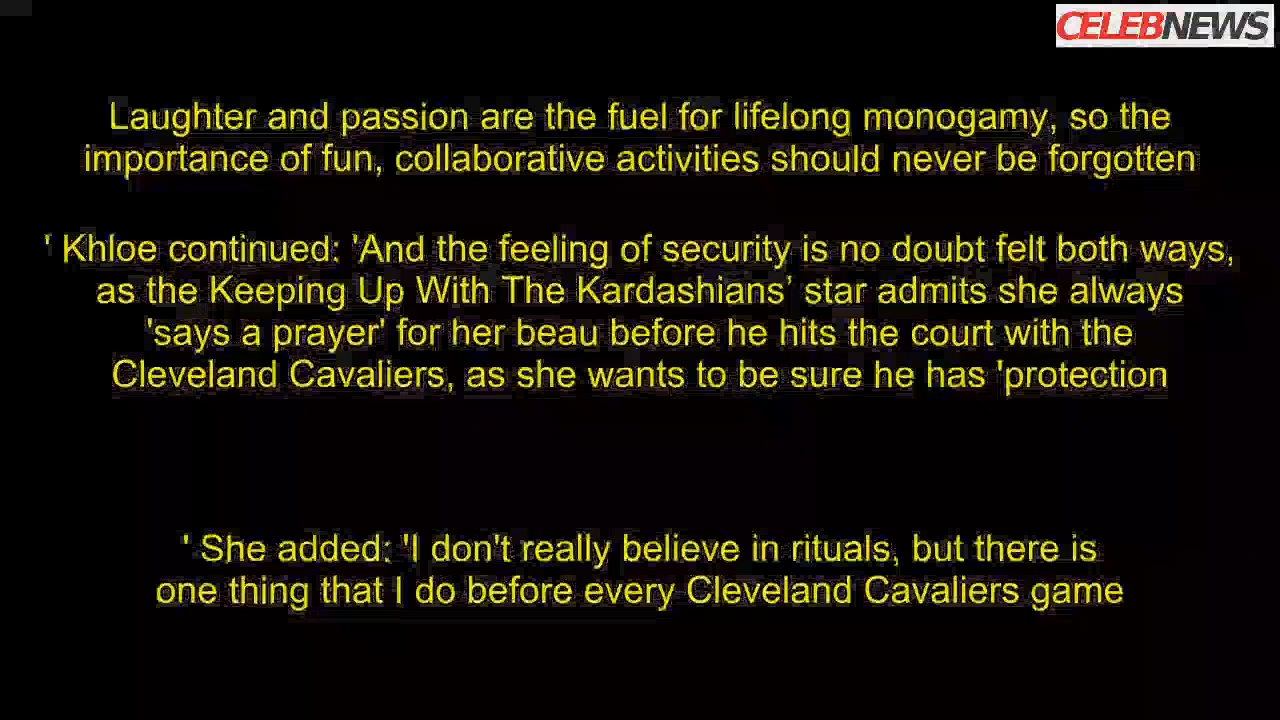 CELEBNEWS
Laughter and passion are the fuel for lifelong monogamy, so the
importance of fun, collaborative activities should never be forgotten
' Khloe continued: 'And the feeling of security is no doubt felt both ways,
as the Keeping Up With The Kardashians’ star admits she always
'says a prayer' for her beau before he hits the court with the
Cleveland Cavaliers, as she wants to be sure he has 'protection
' She added: 'I don't really believe in rituals, but there is
one thing that I do before every Cleveland Cavaliers game